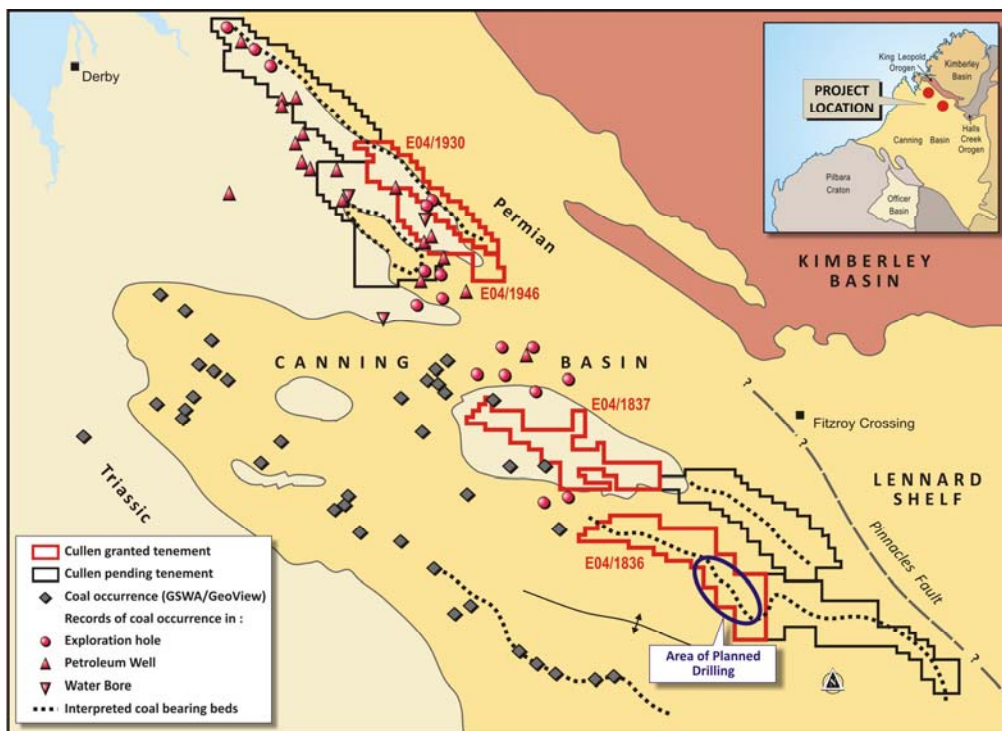 Derby
E04/1930
Permian
E04/1946
KIMBERLEY
BASIN
CANNING BASIN
E04/1837
Fitzroy Crossing
?
?
?
Triassic
LENNARD
SHELF
Pinnacles Fault
E04/1836
Area of Planned
Drilling
N
King Leopold
Orogen
Kimberley
Basin
PROJECT
LOCATION
Halls
Creek
Orogen
Canning Basin
Pilbara
Craton
Officer
Basin
Cullen granted tenement
Cullen pending tenement
Coal occurrence (GSWA/GeoView)
Records of coal occurrence in :
Exploration hole
Petroleum Well
Water Bore
Interpreted coal bearing beds